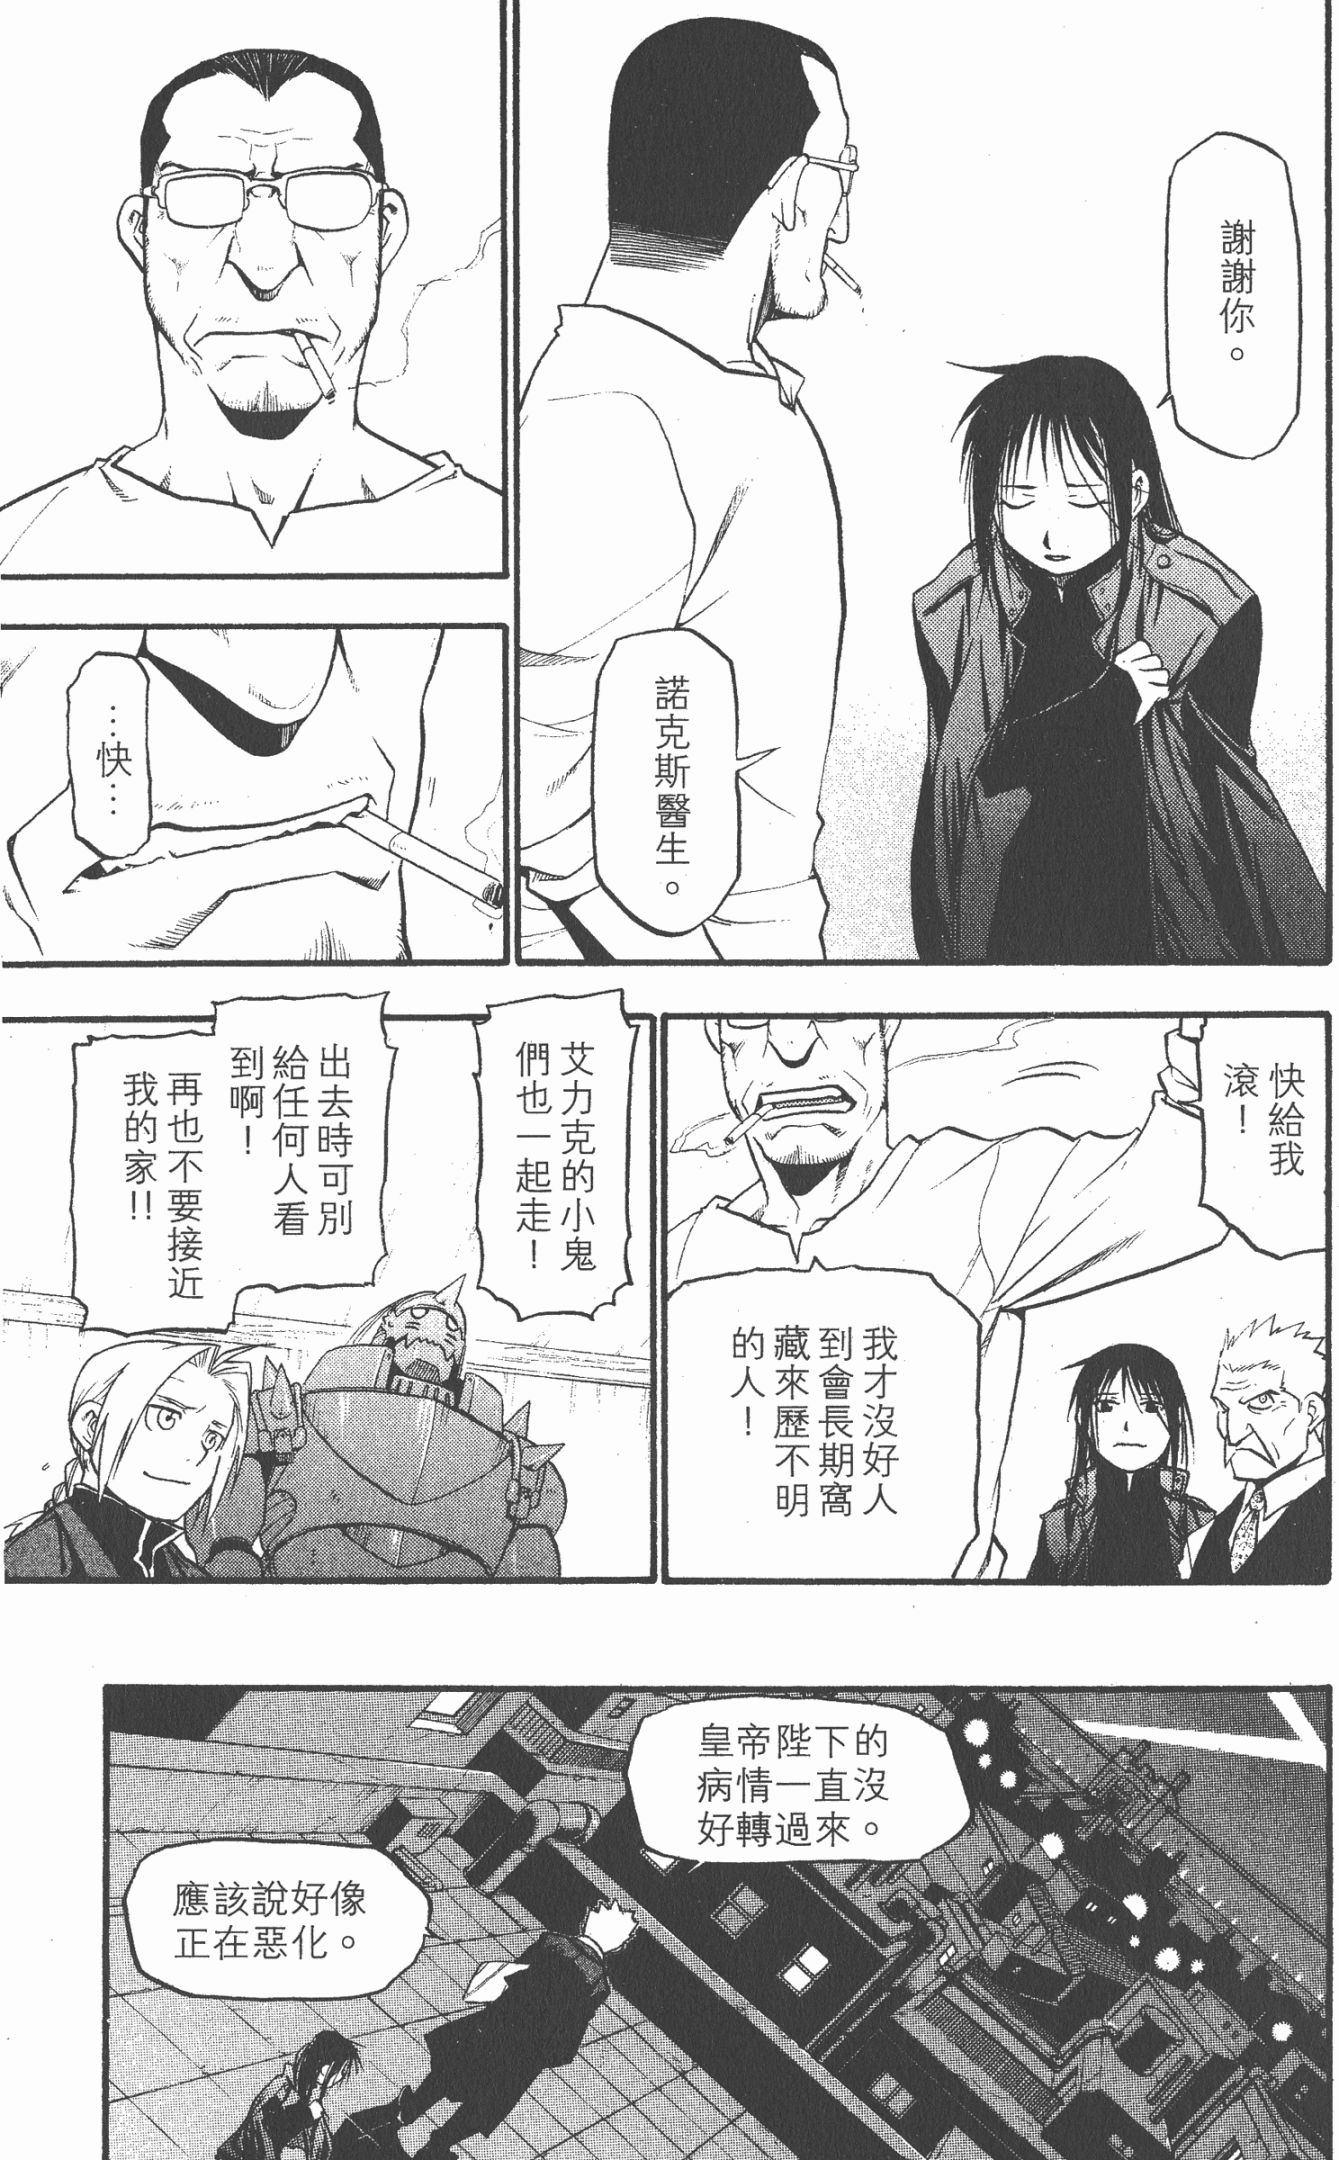 謝謝你。
諾克斯醫生。
…快…
快給我
滾！
我才沒好人
到會長期窩
藏來歷不明
的人！
艾力克的小鬼
們也一起走！
出去時可別
給任何人看
到啊！
再也不要接近
我的家!!
皇帝陛下的
病情一直沒
好轉過來。
應該說好像
正在惡化。